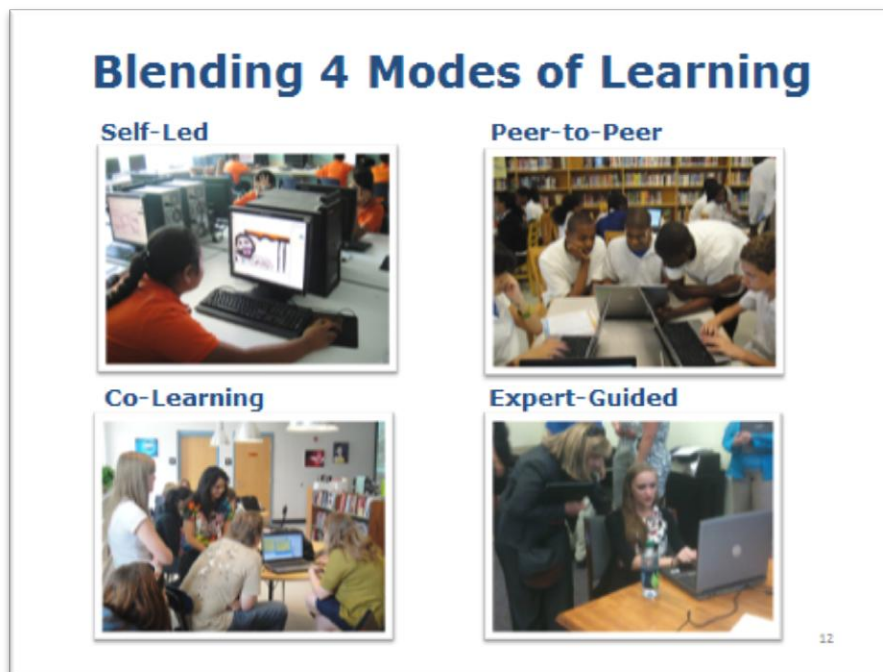 Blending 4 Modes of Learning
Self-Led
Peer-to-Peer
Co-Learning
Expert-Guided
12